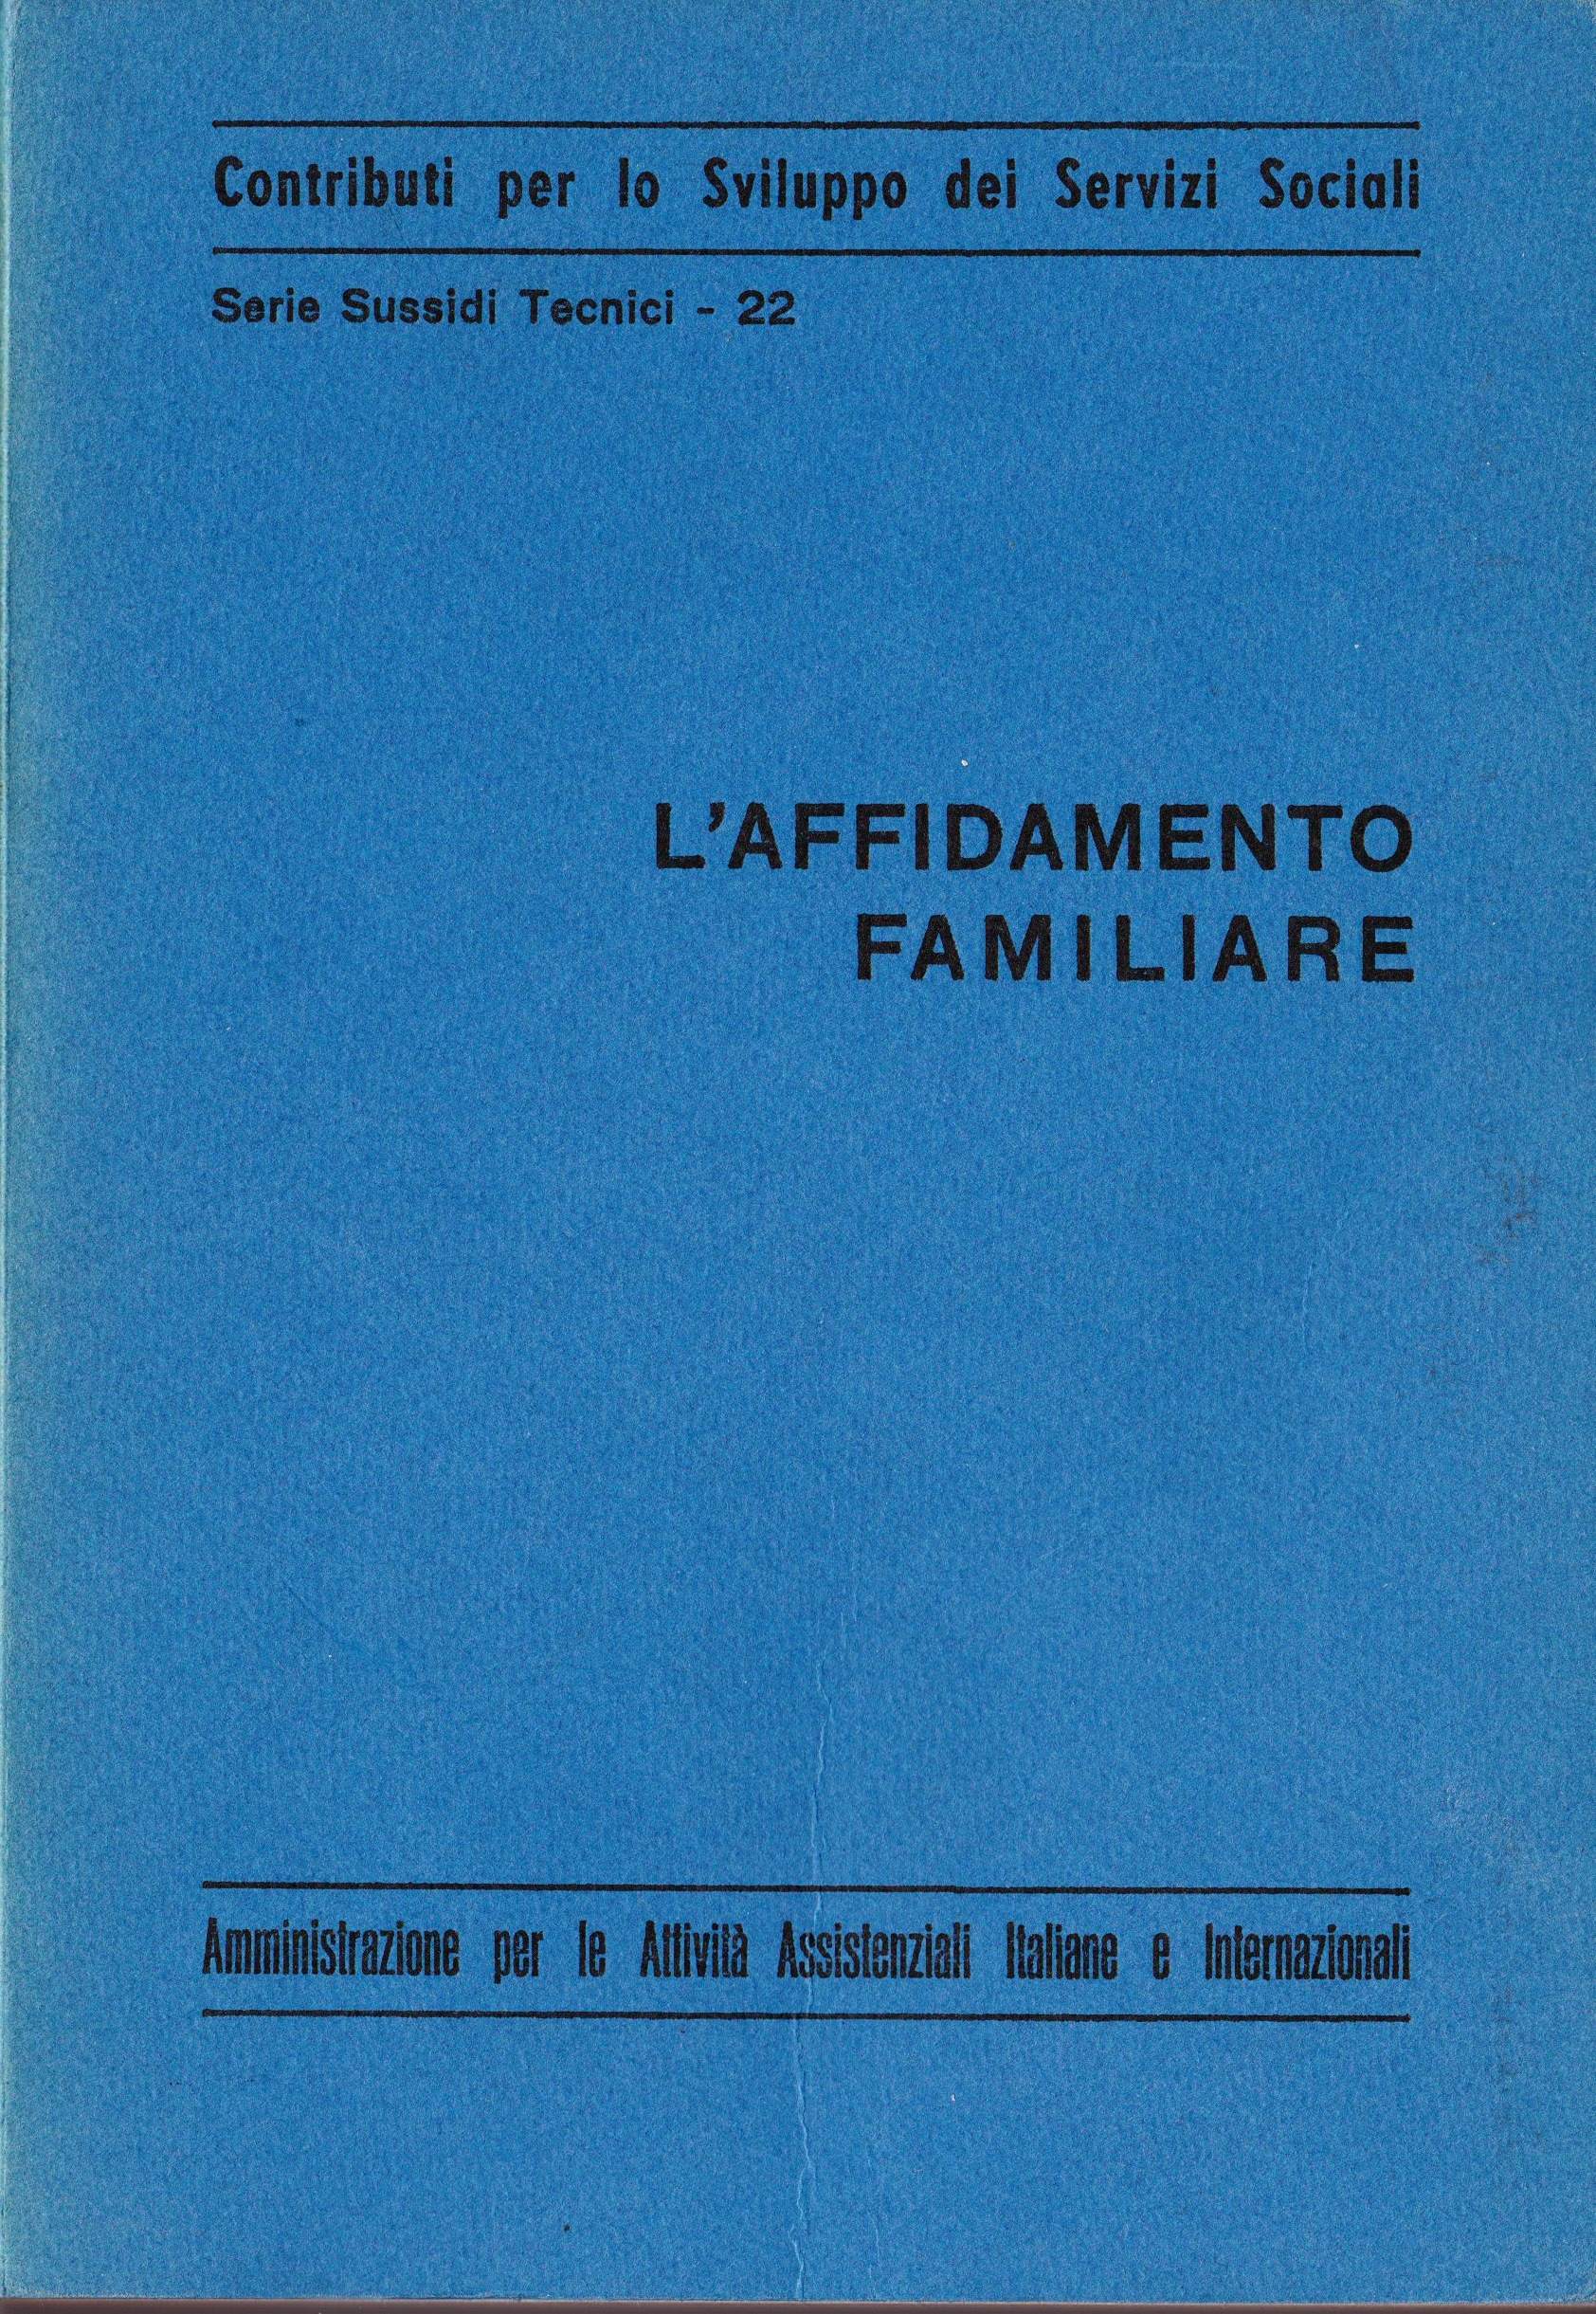 Contributi per lo Sviluppo dei Servizi Sociali
Serie Sussidi Tecnici - 22
L'AFFIDAMENTO
FAMILIARE
Amministrazione per le Attività Assistenziali Italiane e Internazionali